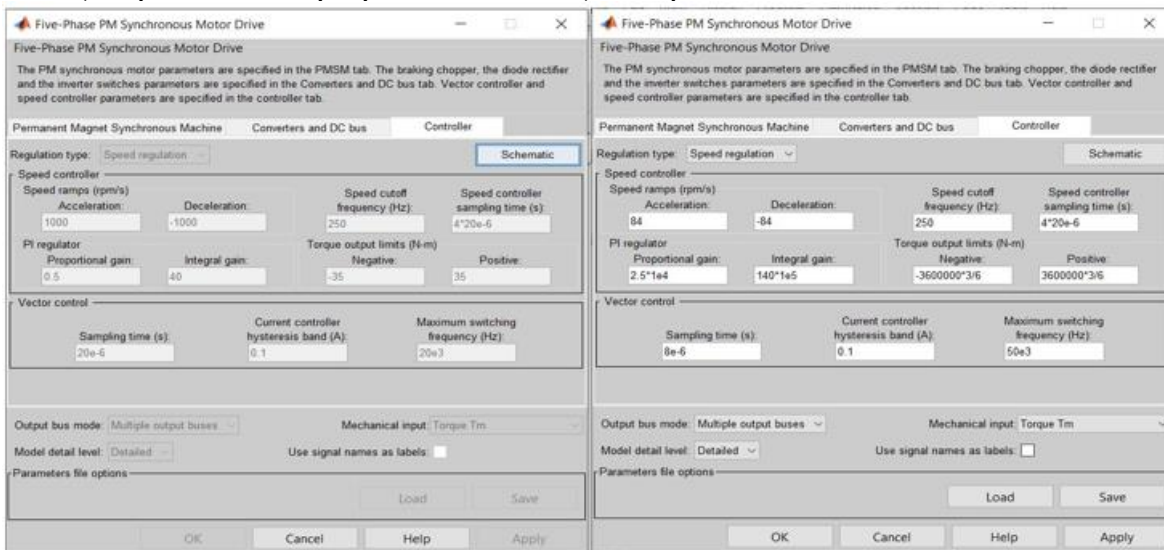 Five-Phase PM Synchronous Motor Drive
Five-Phase PM Synchronous Motor Drive
The PM synchronous motor parameters are specified in the PMSM tab. The braking chopper, the diode rectifier
and the inverter switches parameters are specified in the Converters and DC bus tab. Vector controller and
speed controller parameters are specified in the controller tab.
Permanent Magnet Synchronous Machine Converters and DC bus Controller
Regulation type: Speed regulation Schematic
Speed controller
Speed ramps (rpm/s)
Acceleration: Deceleration: Speed cutoff frequency (Hz): Speed controller sampling time (s):
1000 -1000 250 4*20e-6
PI regulator Torque output limits (N-m)
Proportional gain: Integral gain: Negative: Positive:
0.5 40 -35 35
Vector control
Sampling time (s): Current controller hysteresis band (A): Maximum switching frequency (Hz):
20e-6 0.1 20e3
Output bus mode: Multiple output buses Mechanical input: Torque Tm
Model detail level: Detailed Use signal names as labels:
Parameters file options
Load Save
OK Cancel Help Apply
Five-Phase PM Synchronous Motor Drive
Five-Phase PM Synchronous Motor Drive
The PM synchronous motor parameters are specified in the PMSM tab. The braking chopper, the diode rectifier
and the inverter switches parameters are specified in the Converters and DC bus tab. Vector controller and
speed controller parameters are specified in the controller tab.
Permanent Magnet Synchronous Machine Converters and DC bus Controller
Regulation type: Speed regulation Schematic
Speed controller
Speed ramps (rpm/s)
Acceleration: Deceleration: Speed cutoff frequency (Hz): Speed controller sampling time (s):
84 -84 250 4*20e-6
PI regulator Torque output limits (N-m)
Proportional gain: Integral gain: Negative: Positive:
2.5*1e4 140*1e5 -3600000*3/6 3600000*3/6
Vector control
Sampling time (s): Current controller hysteresis band (A): Maximum switching frequency (Hz):
8e-6 0.1 50e3
Output bus mode: Multiple output buses Mechanical input: Torque Tm
Model detail level: Detailed Use signal names as labels:
Parameters file options
Load Save
OK Cancel Help Apply